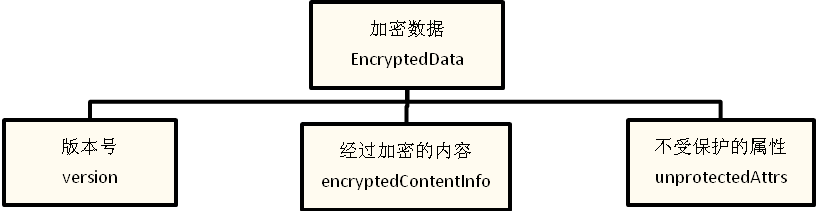 加密数据
EncryptedData
版本号
version
经过加密的内容
encryptedContentInfo
不受保护的属性
unprotectedAttrs